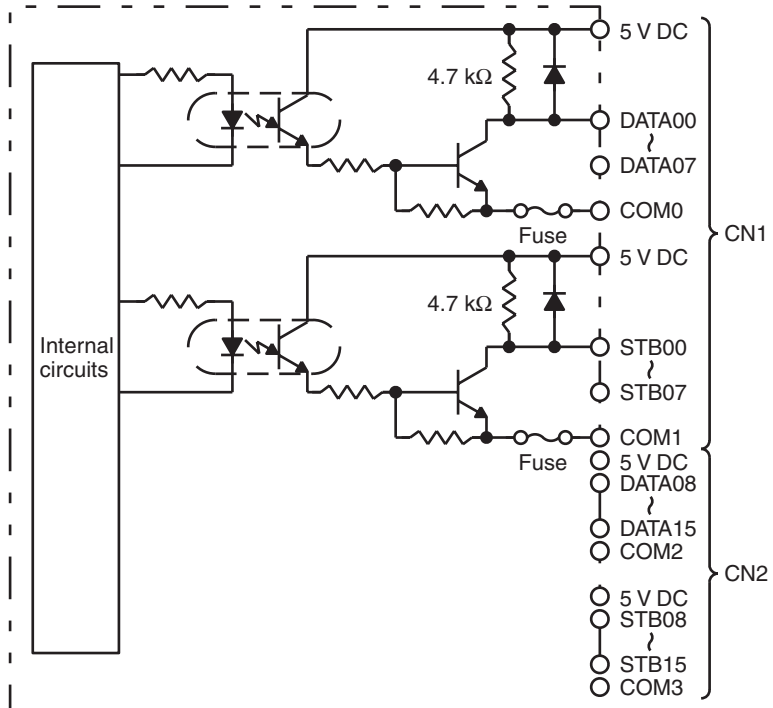 5 V DC
4.7 kΩ
DATA00
~
DATA07
COM0
Fuse
CN1
5 V DC
4.7 kΩ
Internal
circuits
STB00
~
STB07
COM1
Fuse
5 V DC
DATA08
~
DATA15
COM2
CN2
5 V DC
STB08
~
STB15
COM3